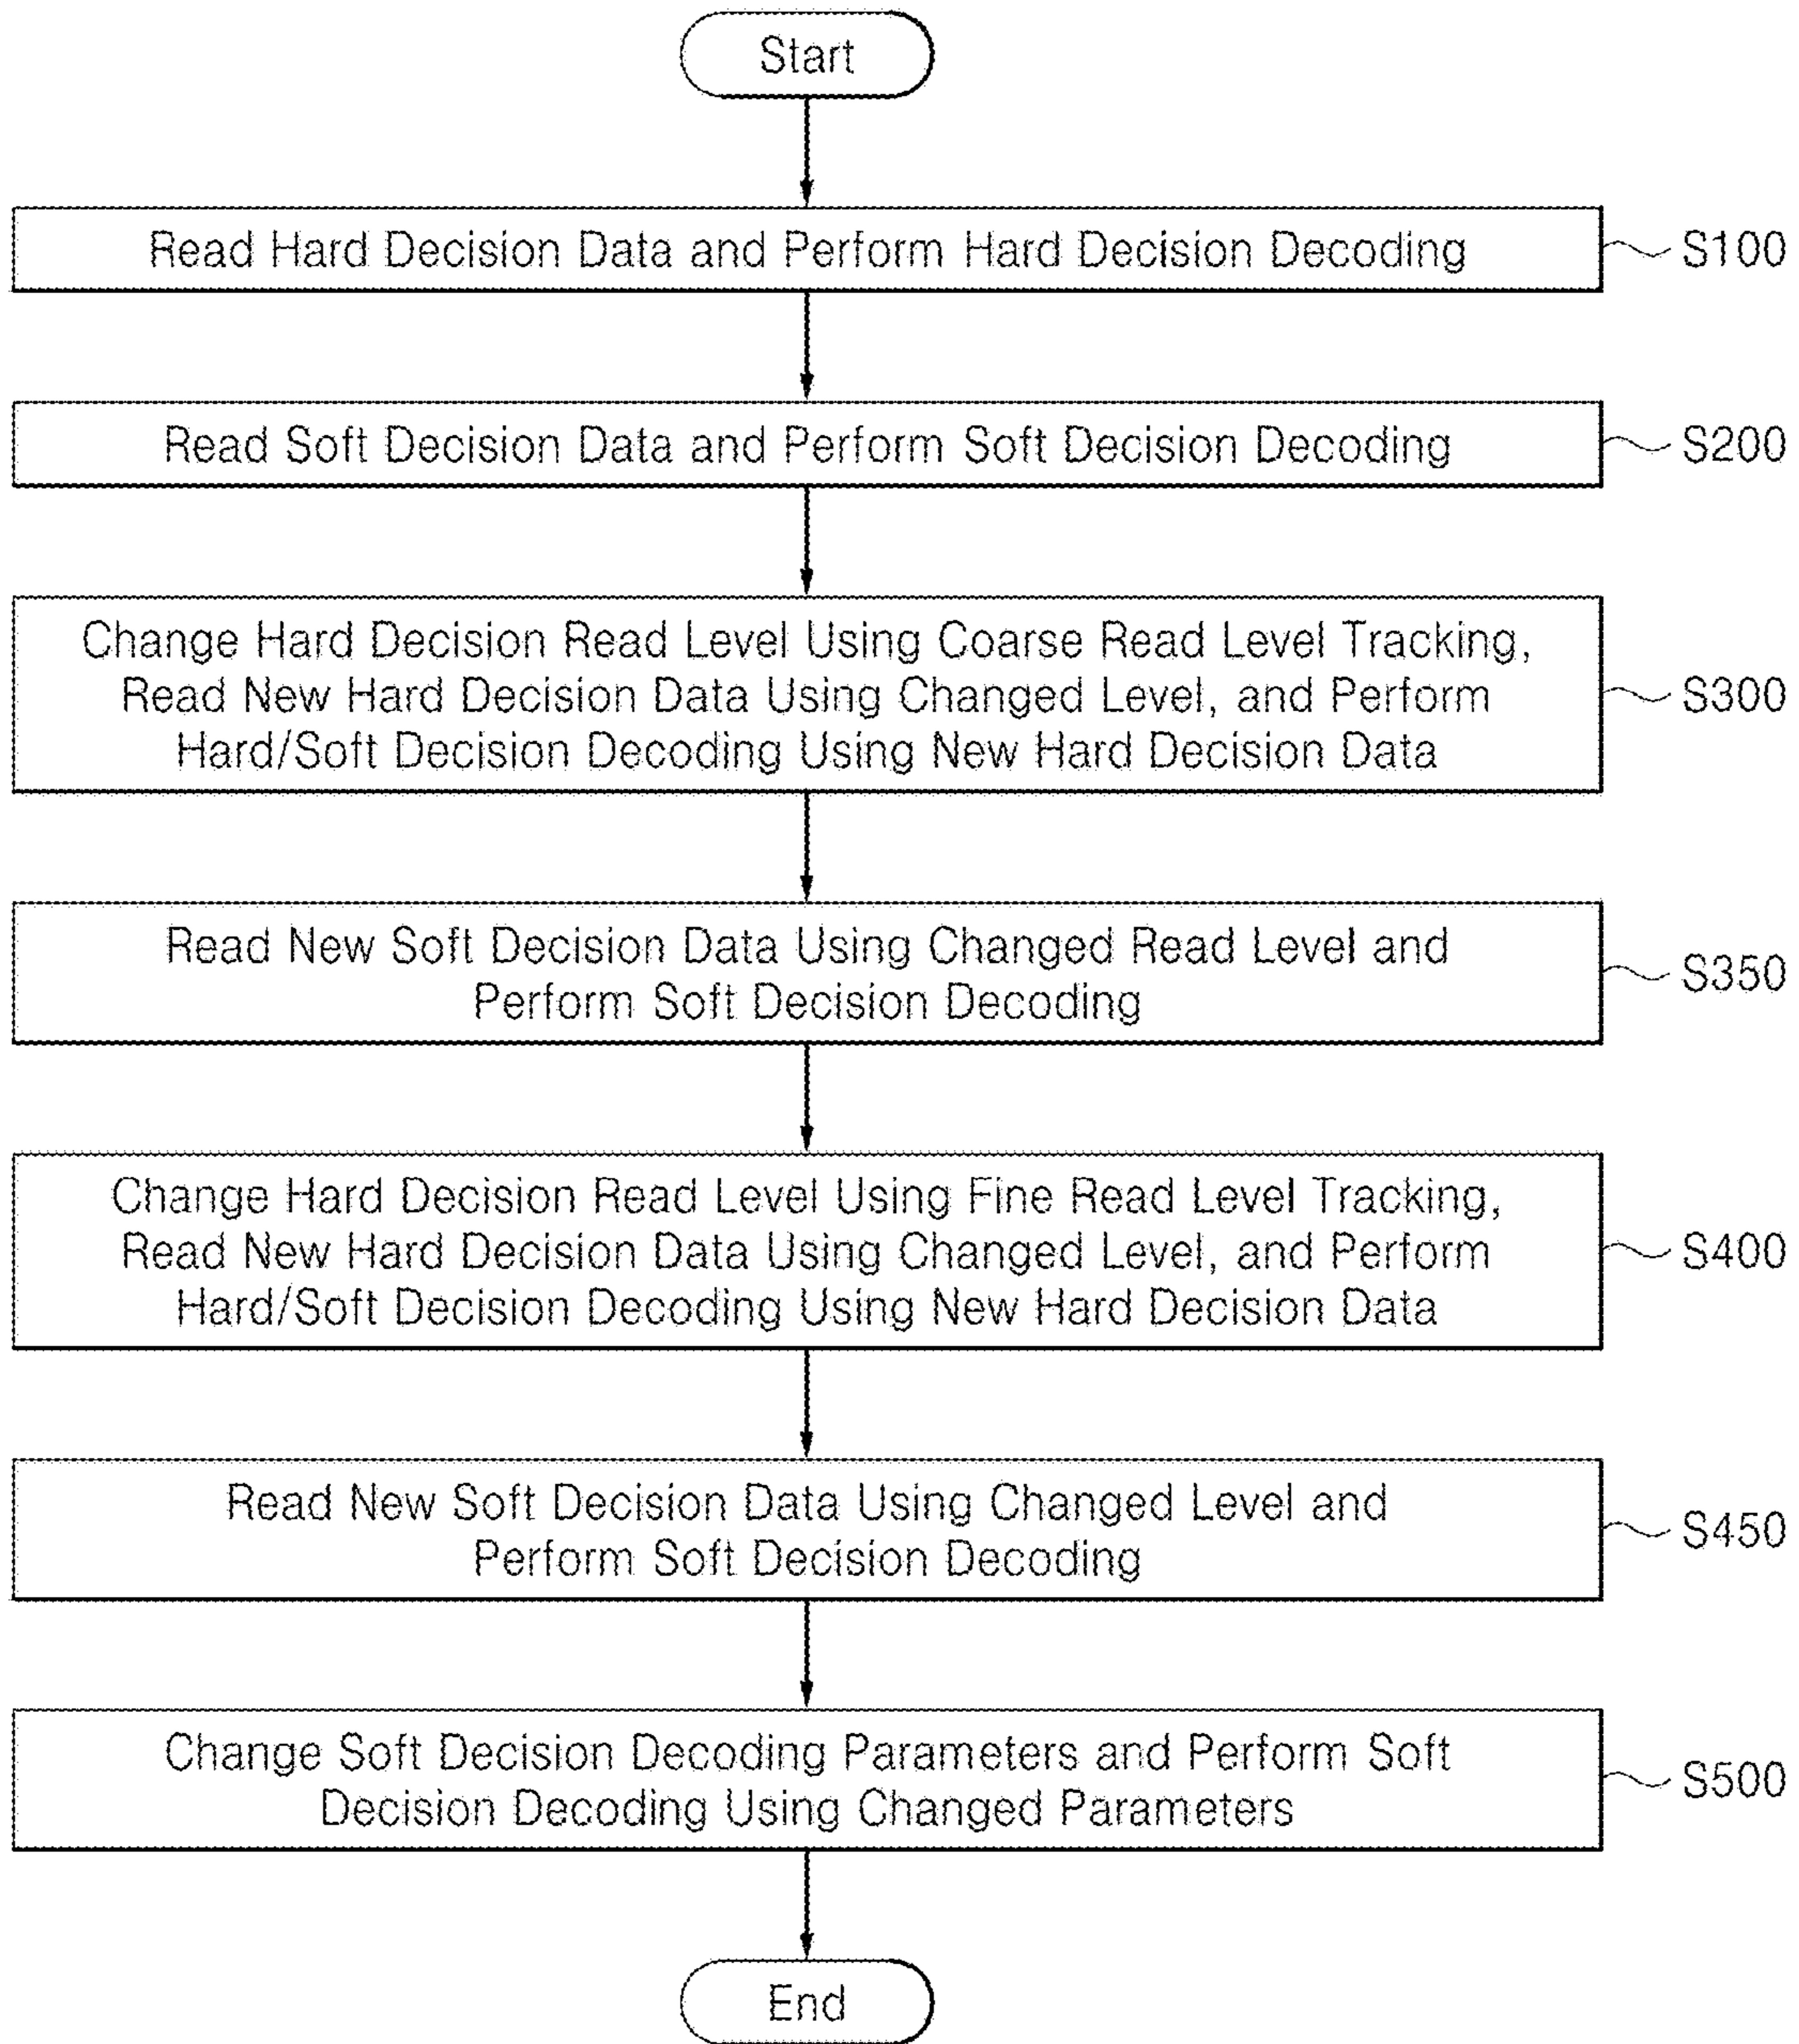 Start
Read Hard Decision Data and Perform Hard Decision Decoding
S100
Read Soft Decision Data and Perform Soft Decision Decoding
S200
Change Hard Decision Read Level Using Coarse Read Level Tracking,
Read New Hard Decision Data Using Changed Level, and Perform
Hard/Soft Decision Decoding Using New Hard Decision Data
S300
Read New Soft Decision Data Using Changed Read Level and
Perform Soft Decision Decoding
S350
Change Hard Decision Read Level Using Fine Read Level Tracking,
Read New Hard Decision Data Using Changed Level, and Perform
Hard/Soft Decision Decoding Using New Hard Decision Data
S400
Read New Soft Decision Data Using Changed Level and
Perform Soft Decision Decoding
S450
Change Soft Decision Decoding Parameters and Perform Soft
Decision Decoding Using Changed Parameters
S500
End